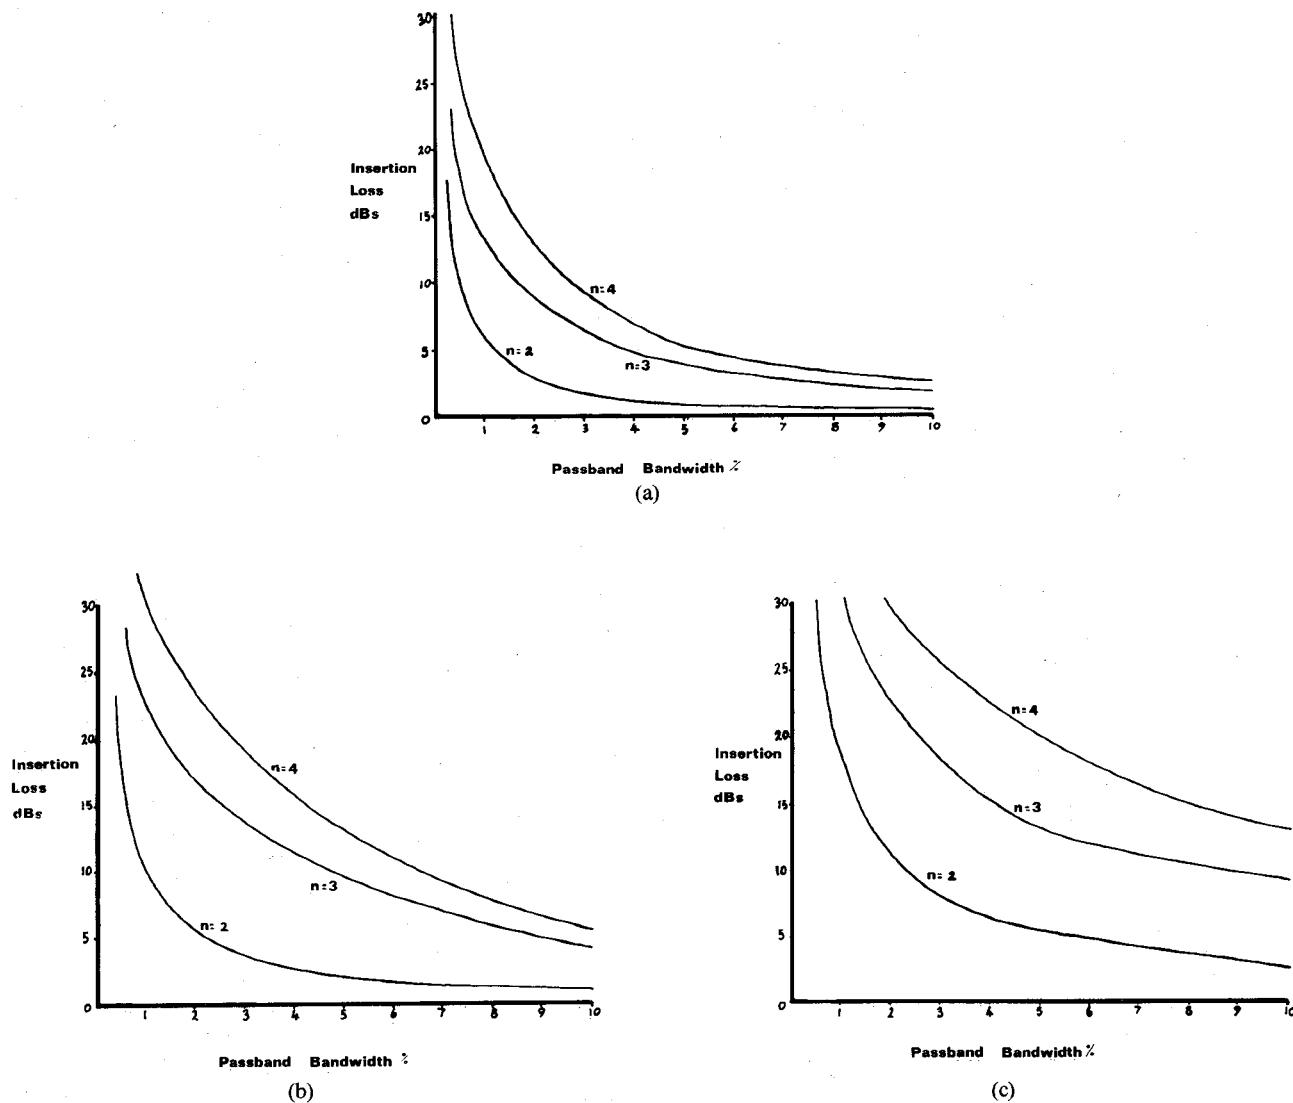 30
25
20
15
10
5
0
Insertion
Loss
dBs
n=4
n=3
n=2
1 2 3 4 5 6 7 8 9 10
Passband Bandwidth %
(a)
30
25
20
15
10
5
0
Insertion
Loss
dBs
n=4
n=3
n=2
1 2 3 4 5 6 7 8 9 10
Passband Bandwidth %
(b)
30
25
20
15
10
5
0
Insertion
Loss
dBs
n=4
n=3
n=2
1 2 3 4 5 6 7 8 9 10
Passband Bandwidth %
(c)